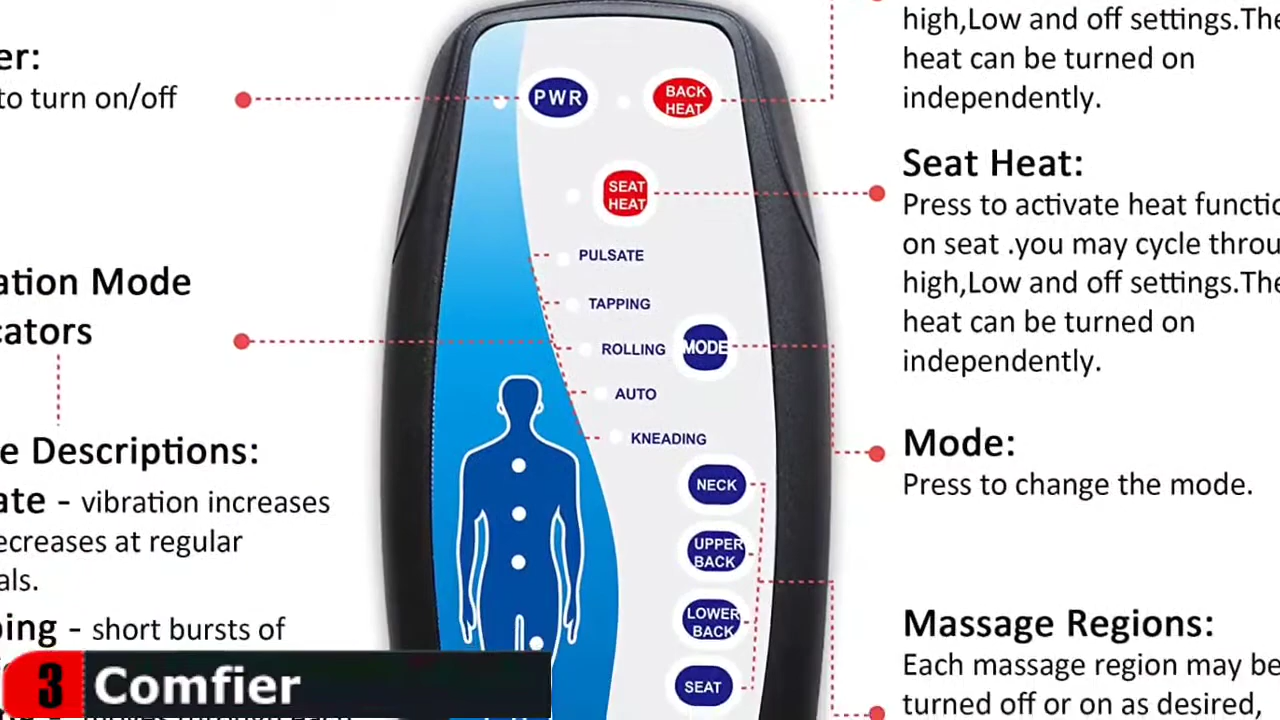 er:
to turn on/off
ation Mode
cators
e Descriptions:
ate - vibration increases
ecreases at regular
als.
ing - short bursts of
PWR
BACK
HEAT
SEAT
HEAT
PULSATE
TAPPING
ROLLING
MODE
AUTO
KNEADING
NECK
UPPER
BACK
LOWER
BACK
SEAT
high,Low and off settings.The
heat can be turned on
independently.
Seat Heat:
Press to activate heat functio
on seat .you may cycle throu
high,Low and off settings.The
heat can be turned on
independently.
Mode:
Press to change the mode.
Massage Regions:
Each massage region may be
turned off or on as desired,
3 Comfier